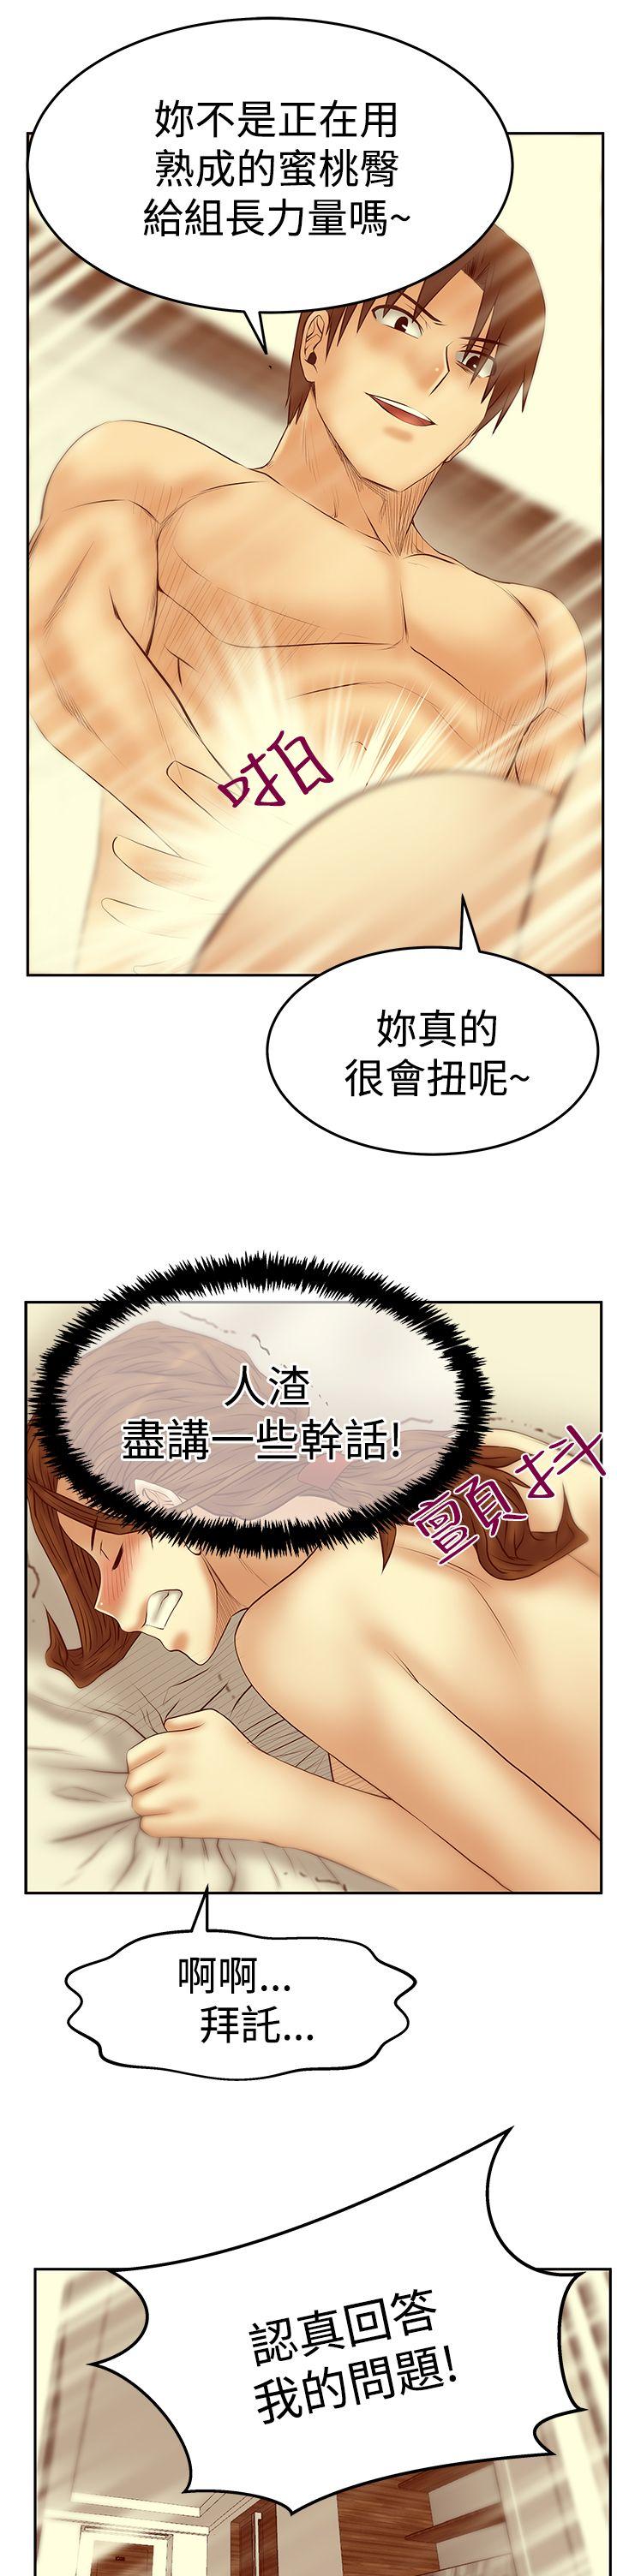 妳不是正在用
熟成的蜜桃臀
給組長力量嗎~
啪
妳真的
很會扭呢~
人渣
盡講一些幹話!
顫抖
啊啊...
拜託...
認真回答
我的問題!